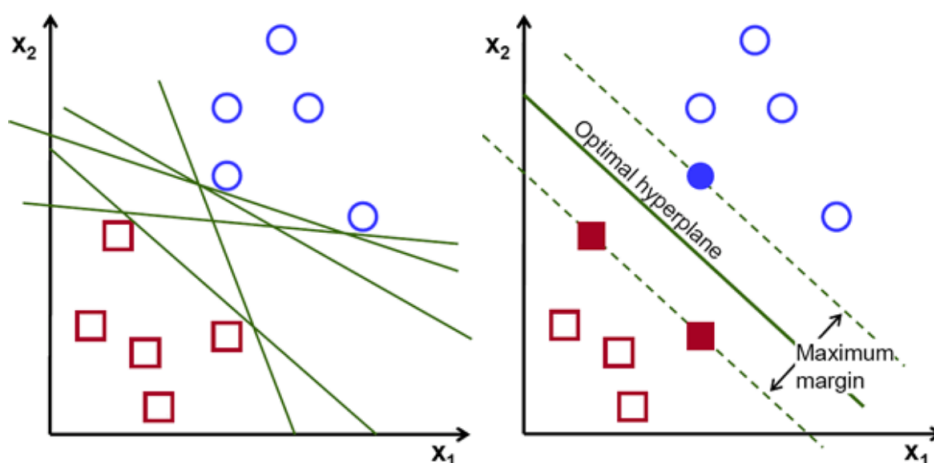 x₂
x₁
x₂
Optimal hyperplane
Maximum
margin
x₁